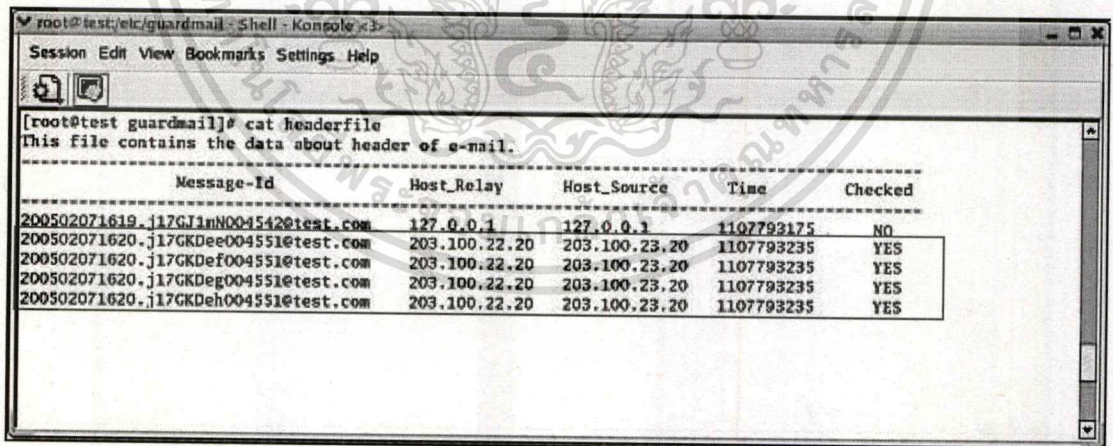 root@test:/etc/guardmail - Shell - Konsole <3>
Session Edit View Bookmarks Settings Help
[root@test guardmail]# cat headerfile
This file contains the data about header of e-mail.
Message-Id Host_Relay Host_Source Time Checked
200502071619.j17GJ1mN004542@test.com 127.0.0.1 127.0.0.1 1107793175 NO
200502071620.j17GKDee004551@test.com 203.100.22.20 203.100.23.20 1107793235 YES
200502071620.j17GKDef004551@test.com 203.100.22.20 203.100.23.20 1107793235 YES
200502071620.j17GKDeg004551@test.com 203.100.22.20 203.100.23.20 1107793235 YES
200502071620.j17GKDeh004551@test.com 203.100.22.20 203.100.23.20 1107793235 YES